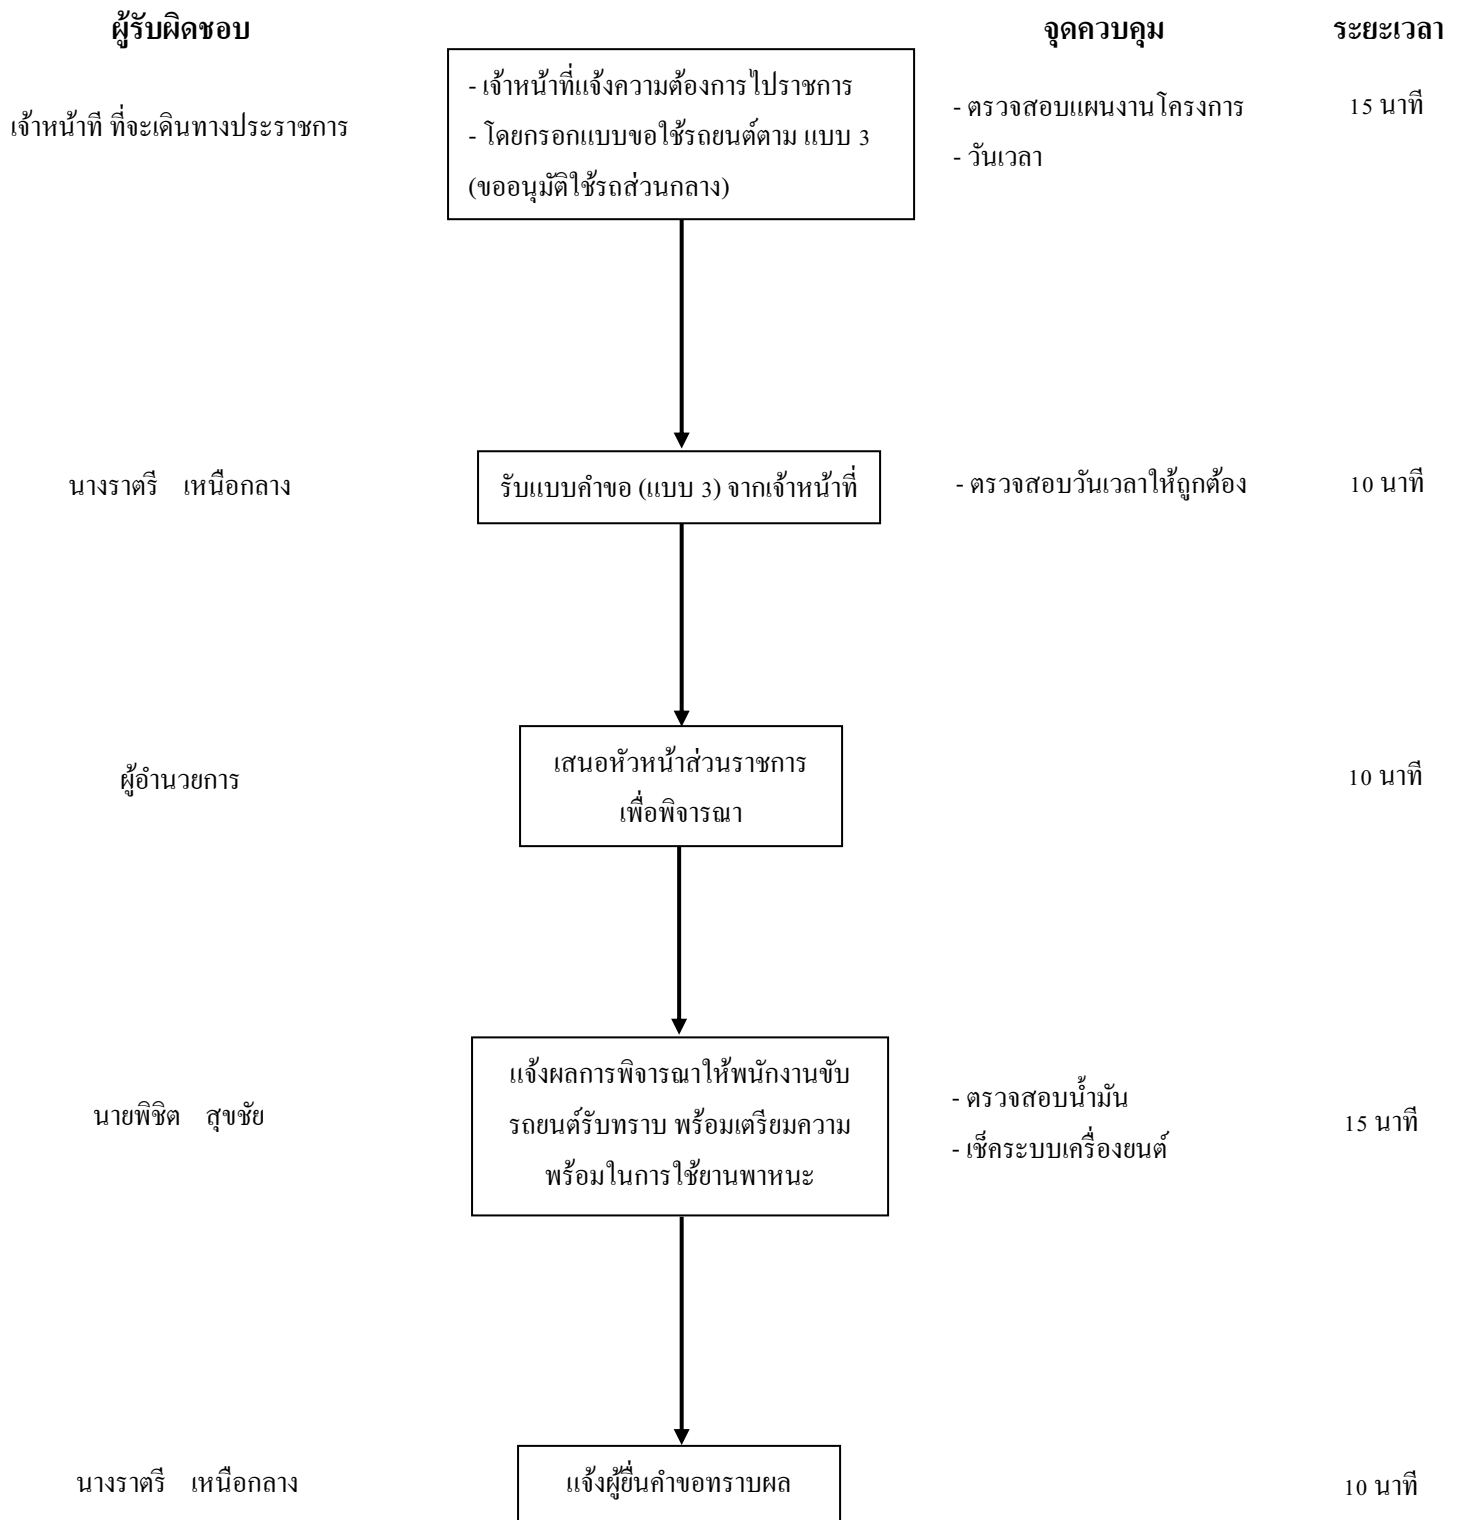 ผู้รับผิดชอบ จุดควบคุม ระยะเวลา
- เจ้าหน้าที่แจ้งความต้องการไปราชการ
- โดยกรอกแบบขอใช้รถยนต์ตาม แบบ 3
(ขออนุมัติใช้รถส่วนกลาง)
เจ้าหน้าที ที่จะเดินทางประราชการ
- ตรวจสอบแผนงานโครงการ
- วันเวลา
15 นาที
นางราตรี เหนือกลาง
รับแบบคำขอ (แบบ 3) จากเจ้าหน้าที่
- ตรวจสอบวันเวลาให้ถูกต้อง
10 นาที
ผู้อำนวยการ
เสนอหัวหน้าส่วนราชการ
เพื่อพิจารณา
10 นาที
นายพิชิต สุขชัย
แจ้งผลการพิจารณาให้พนักงานขับ
รถยนต์รับทราบ พร้อมเตรียมความ
พร้อมในการใช้ยานพาหนะ
- ตรวจสอบน้ำมัน
- เช็คระบบเครื่องยนต์
15 นาที
นางราตรี เหนือกลาง
แจ้งผู้ยื่นคำขอทราบผล
10 นาที